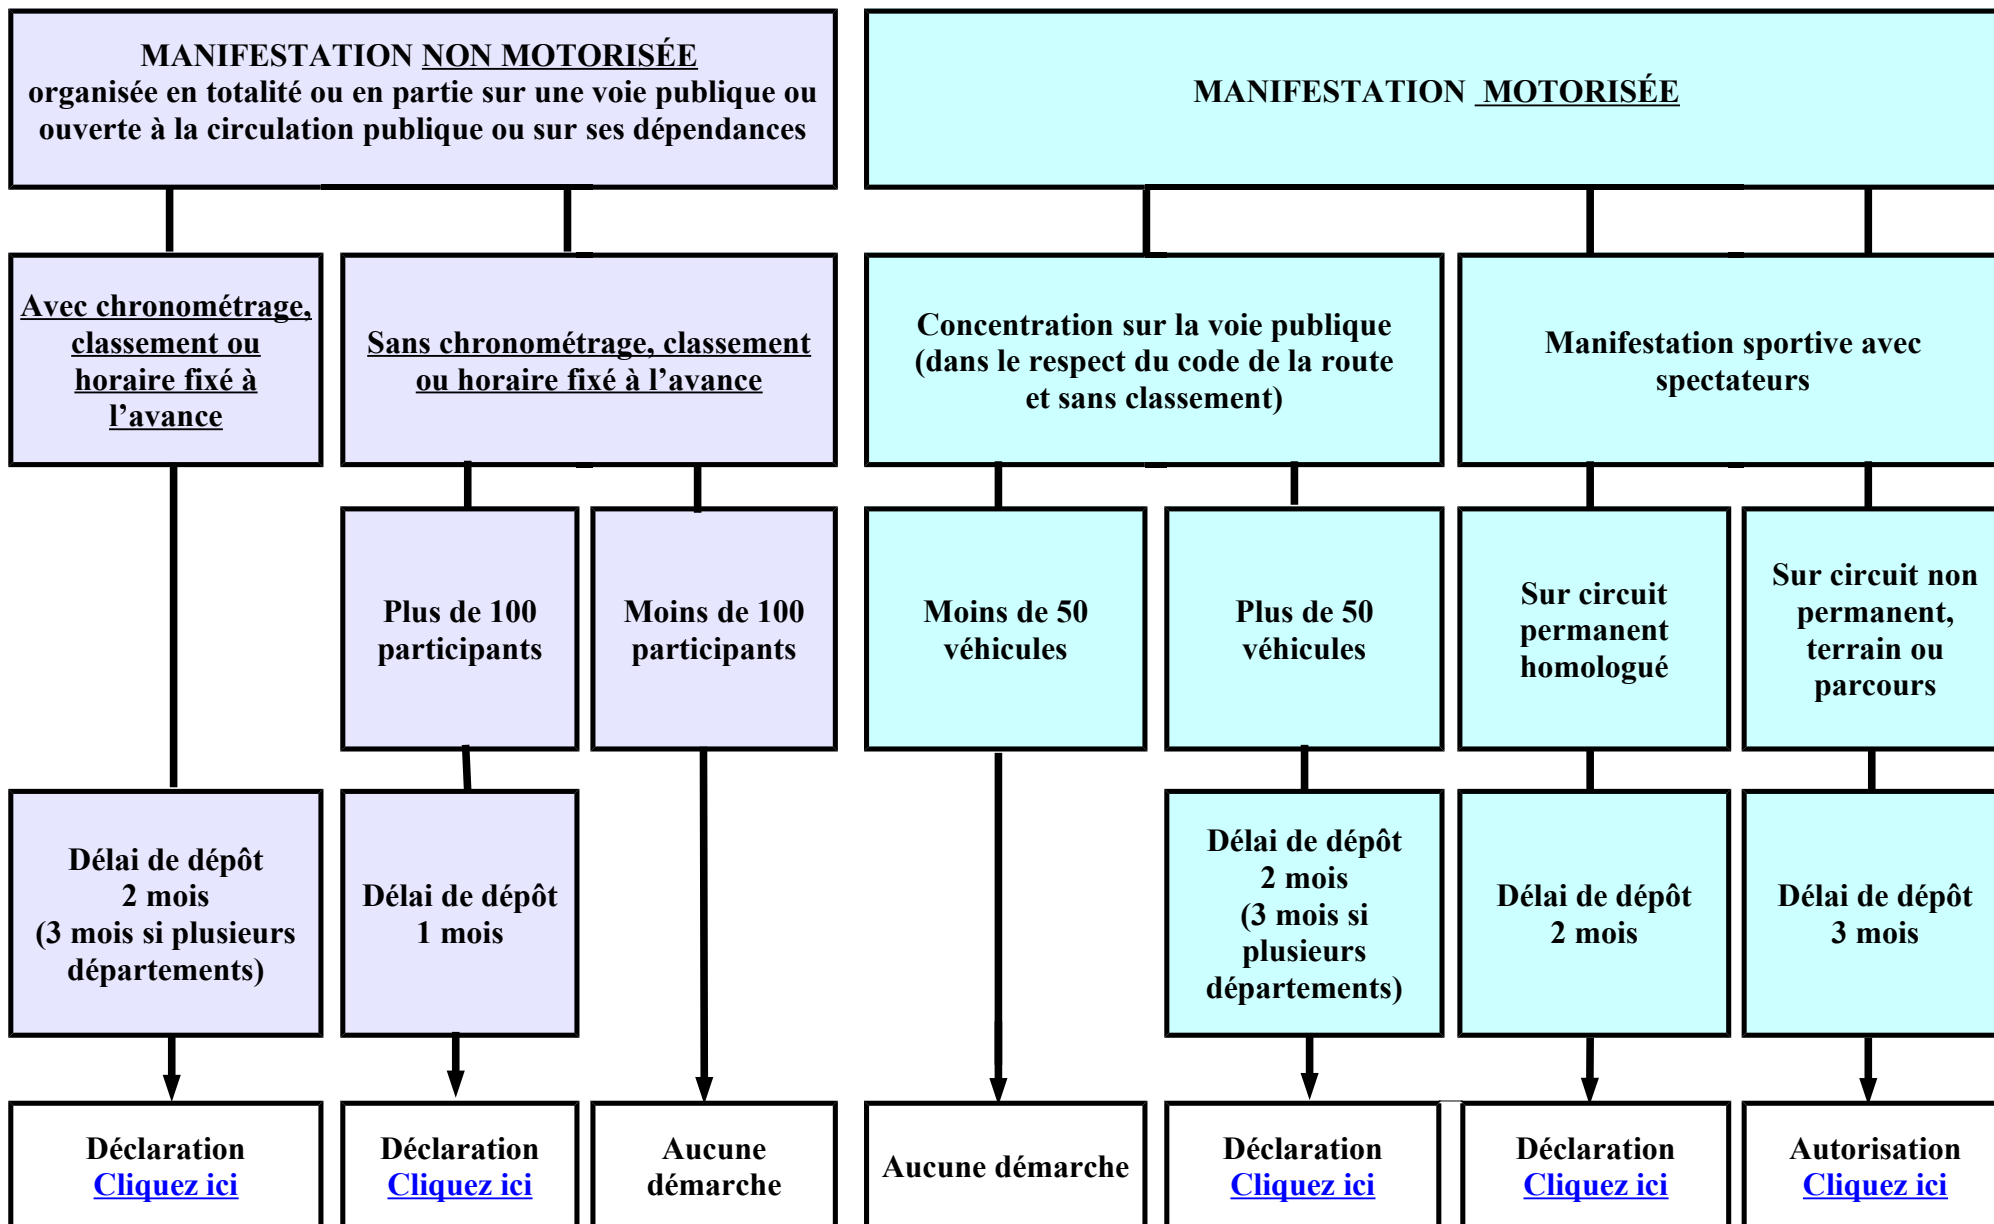 MANIFESTATION NON MOTORISÉE
organisée en totalité ou en partie sur une voie publique ou
ouverte à la circulation publique ou sur ses dépendances
MANIFESTATION MOTORISÉE
Avec chronométrage,
classement ou
horaire fixé à
l’avance
Sans chronométrage, classement
ou horaire fixé à l’avance
Concentration sur la voie publique
(dans le respect du code de la route
et sans classement)
Manifestation sportive avec
spectateurs
Plus de 100
participants
Moins de 100
participants
Moins de 50
véhicules
Plus de 50
véhicules
Sur circuit
permanent
homologué
Sur circuit non
permanent,
terrain ou
parcours
Délai de dépôt
2 mois
(3 mois si plusieurs
départements)
Délai de dépôt
1 mois
Délai de dépôt
2 mois
(3 mois si
plusieurs
départements)
Délai de dépôt
2 mois
Délai de dépôt
3 mois
Déclaration
Cliquez ici
Déclaration
Cliquez ici
Aucune
démarche
Aucune démarche
Déclaration
Cliquez ici
Déclaration
Cliquez ici
Autorisation
Cliquez ici